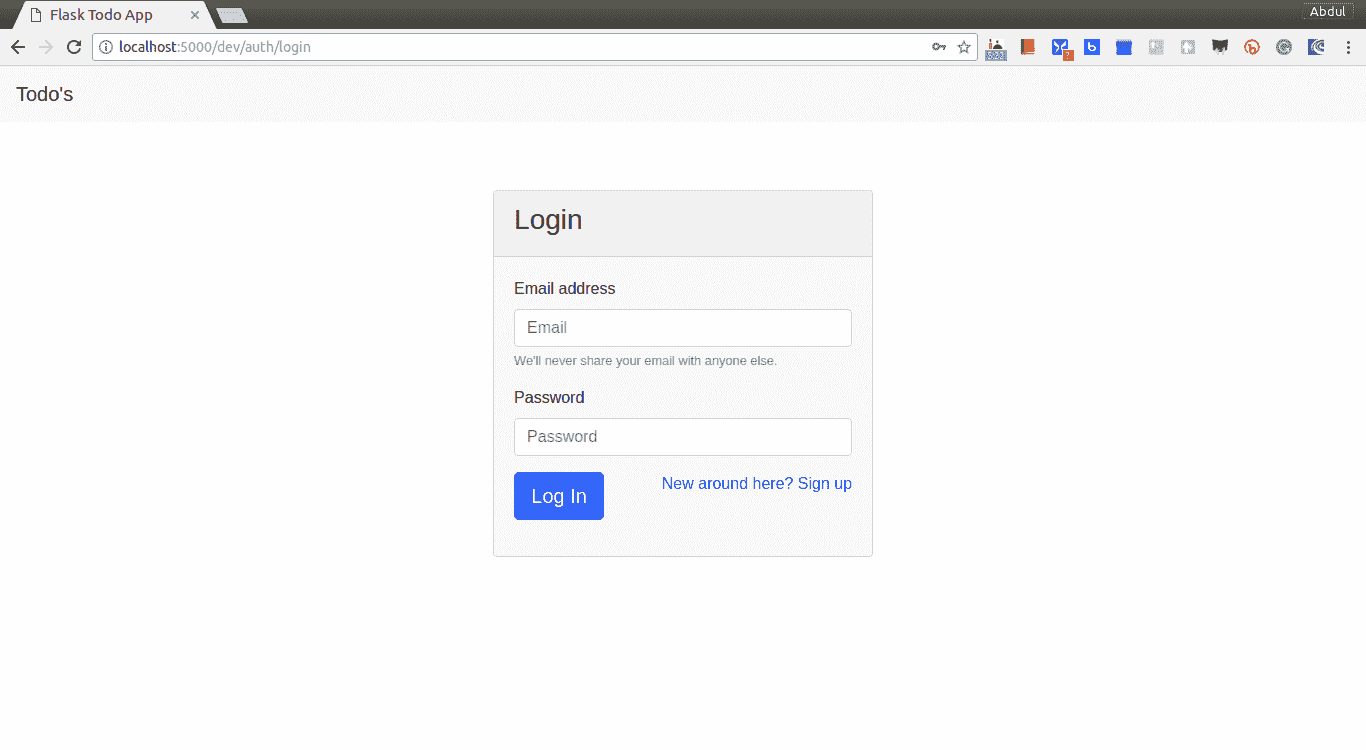 Flask Todo App
Abdul
localhost:5000/dev/auth/login
Todo's
Login
Email address
Email
We'll never share your email with anyone else.
Password
Password
Log In
New around here? Sign up